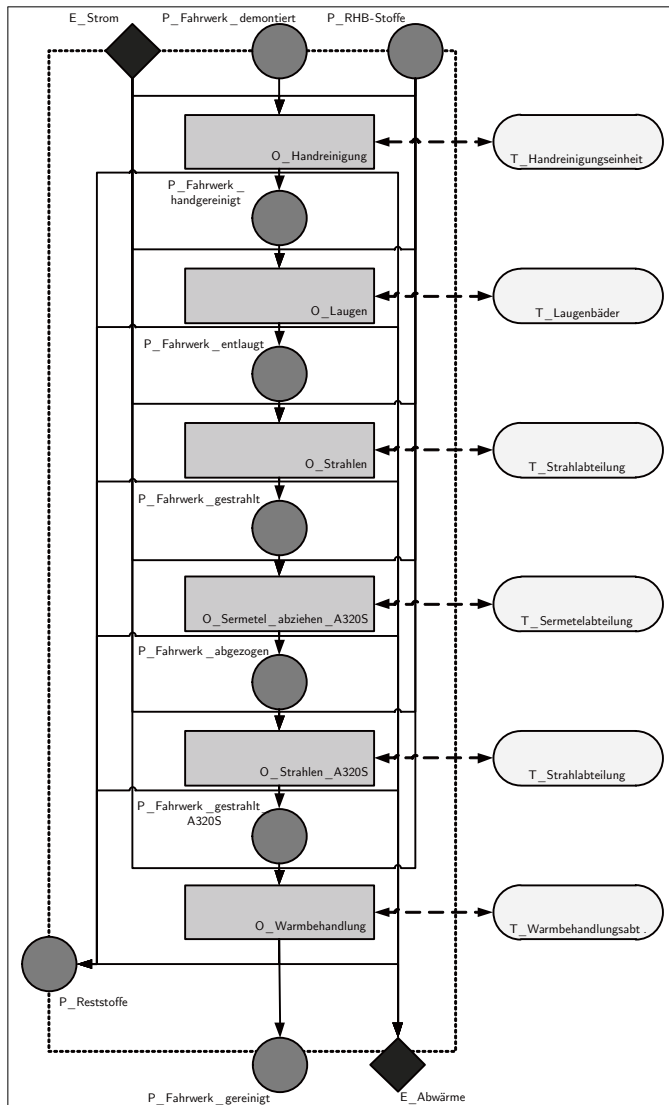 E_Strom
P_Fahrwerk_demontiert
P_RHB-Stoffe
O_Handreinigung
T_Handreinigungseinheit
P_Fahrwerk_
handgereinigt
O_Laugen
T_Laugenbäder
P_Fahrwerk_entlaugt
O_Strahlen
T_Strahlabteilung
P_Fahrwerk_gestrahlt
O_Sermetel_abziehen_A320S
T_Sermetelabteilung
P_Fahrwerk_abgezogen
O_Strahlen_A320S
T_Strahlabteilung
P_Fahrwerk_gestrahlt_
A320S
O_Warmbehandlung
T_Warmbehandlungsabt.
P_Reststoffe
P_Fahrwerk_gereinigt
E_Abwärme